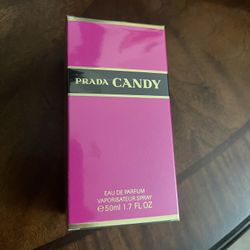 PRADA CANDY
EAU DE PARFUM
VAPORISATEUR SPRAY
℮50ml 1.7 FL OZ